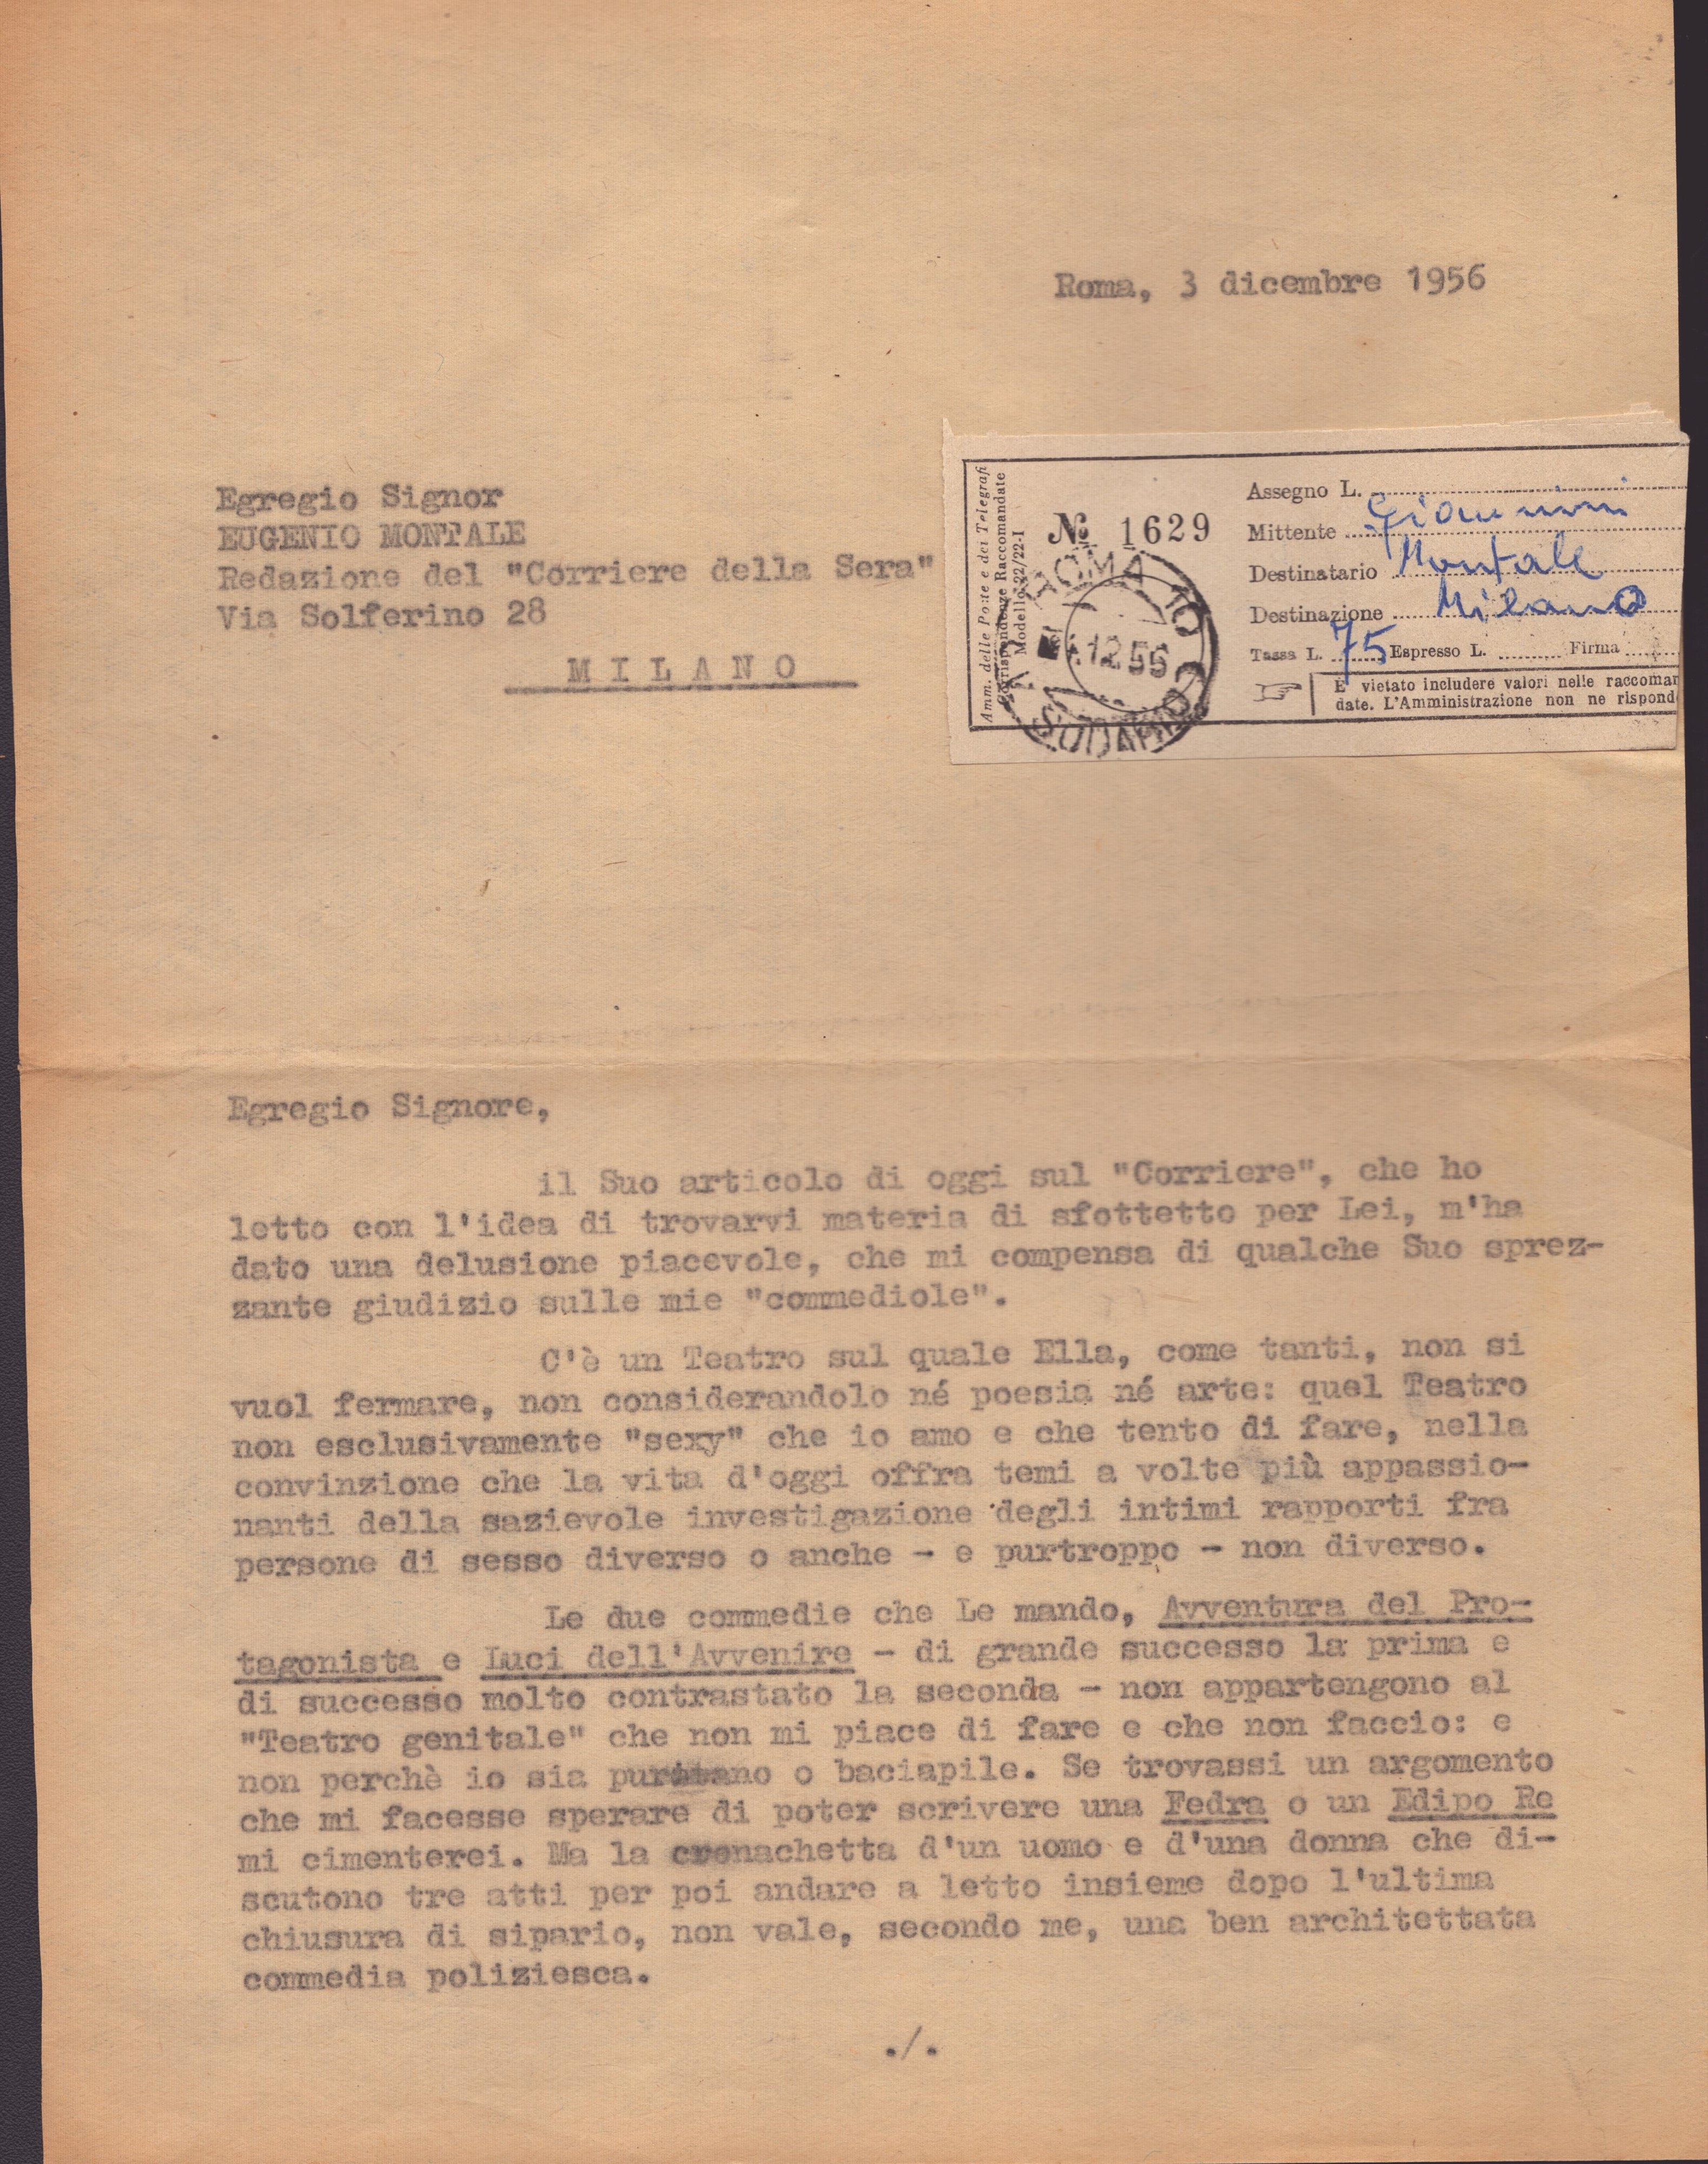 Roma, 3 dicembre 1956
Egregio Signor
EUGENIO MONTALE
Redazione del "Corriere della Sera"
Via Solferino 28
MILANO
Amm. delle Poste e dei Telegrafi
Corrispondenze Raccomandate
Modello 22/22-I
№ 1629
ROMA 10
12 56
Assegno L.
Mittente Giannini
Destinatario Montale
Destinazione Milano
Tassa L. 75 Espresso L. Firma
È vietato includere valori nelle raccoman
date. L'Amministrazione non ne rispond
Egregio Signore,
il Suo articolo di oggi sul "Corriere", che ho
letto con l'idea di trovarvi materia di sfottetto per Lei, m'ha
dato una delusione piacevole, che mi compensa di qualche Suo sprez-
zante giudizio sulle mie "commediole".
C'è un Teatro sul quale Ella, come tanti, non si
vuol fermare, non considerandolo né poesia né arte: quel Teatro
non esclusivamente "sexy" che io amo e che tento di fare, nella
convinzione che la vita d'oggi offra temi a volte più appassio-
nanti della sazievole investigazione degli intimi rapporti fra
persone di sesso diverso o anche - e purtroppo - non diverso.
Le due commedie che Le mando, Avventura del Pro-
tagonista e Luci dell'Avvenire - di grande successo la prima e
di successo molto contrastato la seconda - non appartengono al
"Teatro genitale" che non mi piace di fare e che non faccio: e
non perchè io sia puritano o baciapile. Se trovassi un argomento
che mi facesse sperare di poter scrivere una Fedra o un Edipo Re
mi cimenterei. Ma la cronachetta d'un uomo e d'una donna che di-
scutono tre atti per poi andare a letto insieme dopo l'ultima
chiusura di sipario, non vale, secondo me, una ben architettata
commedia poliziesca.
./.